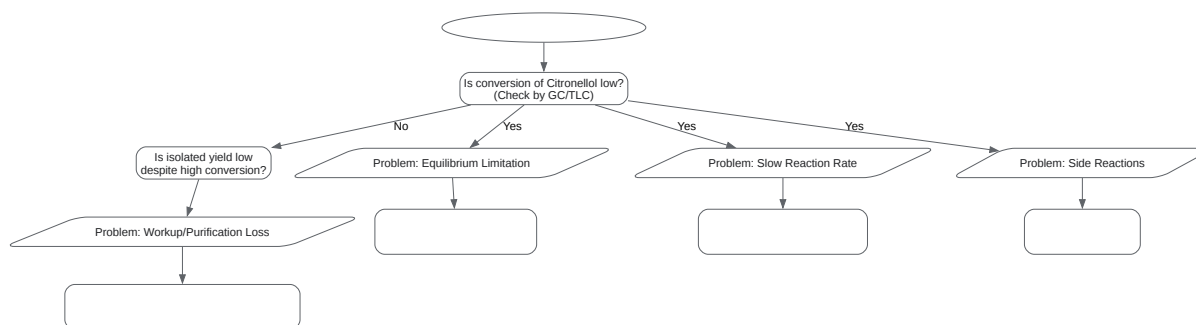 Is conversion of Citronellol low?
(Check by GC/TLC)
No
Yes
Yes
Yes
Is isolated yield low
despite high conversion?
Problem: Equilibrium Limitation
Problem: Slow Reaction Rate
Problem: Side Reactions
Problem: Workup/Purification Loss